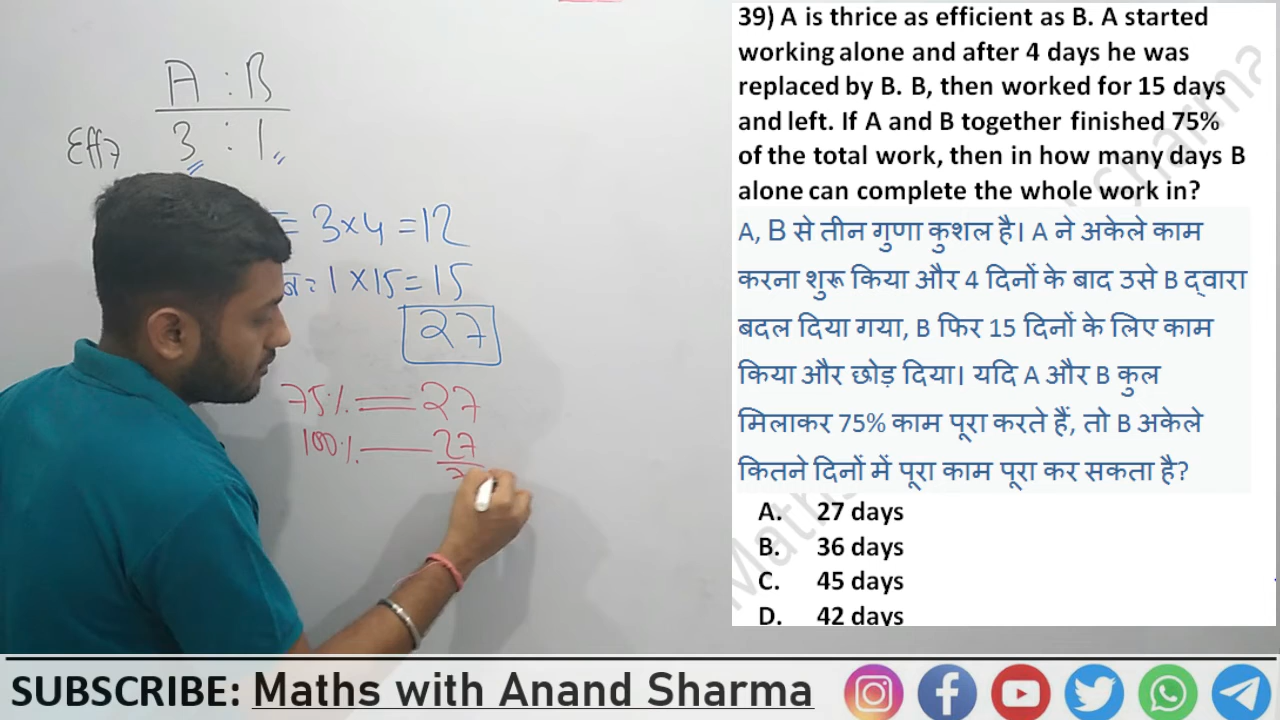 A : B
Eff 3 : 1
= 3×4 = 12
= 1×15 = 15
27
75% = 27
100% — 27
39) A is thrice as efficient as B. A started
working alone and after 4 days he was
replaced by B. B, then worked for 15 days
and left. If A and B together finished 75%
of the total work, then in how many days B
alone can complete the whole work in?
A, B से तीन गुणा कुशल है। A ने अकेले काम
करना शुरू किया और 4 दिनों के बाद उसे B द्वारा
बदल दिया गया, B फिर 15 दिनों के लिए काम
किया और छोड़ दिया। यदि A और B कुल
मिलाकर 75% काम पूरा करते हैं, तो B अकेले
कितने दिनों में पूरा काम पूरा कर सकता है?
A. 27 days
B. 36 days
C. 45 days
D. 42 days
SUBSCRIBE: Maths with Anand Sharma